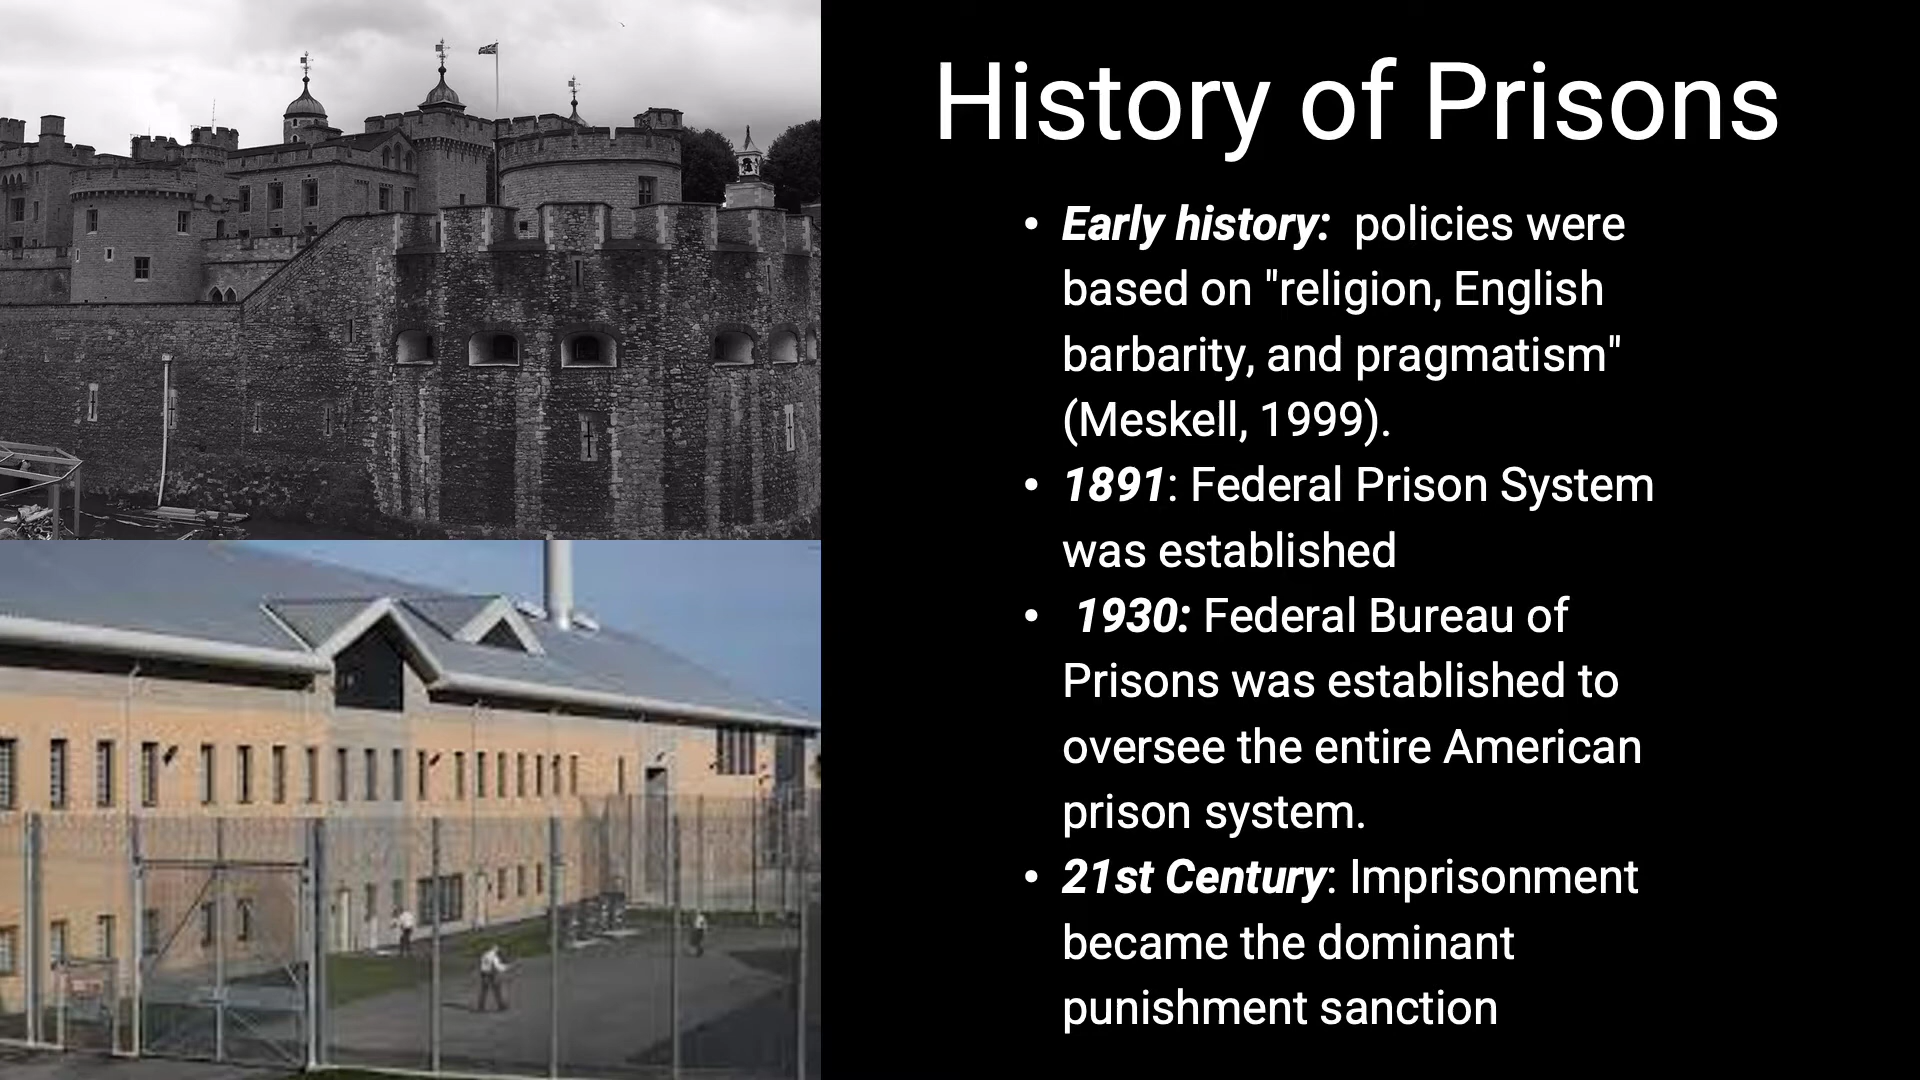 History of Prisons
• Early history:  policies were
based on "religion, English
barbarity, and pragmatism"
(Meskell, 1999).
• 1891: Federal Prison System
was established
•  1930: Federal Bureau of
Prisons was established to
oversee the entire American
prison system.
• 21st Century: Imprisonment
became the dominant
punishment sanction